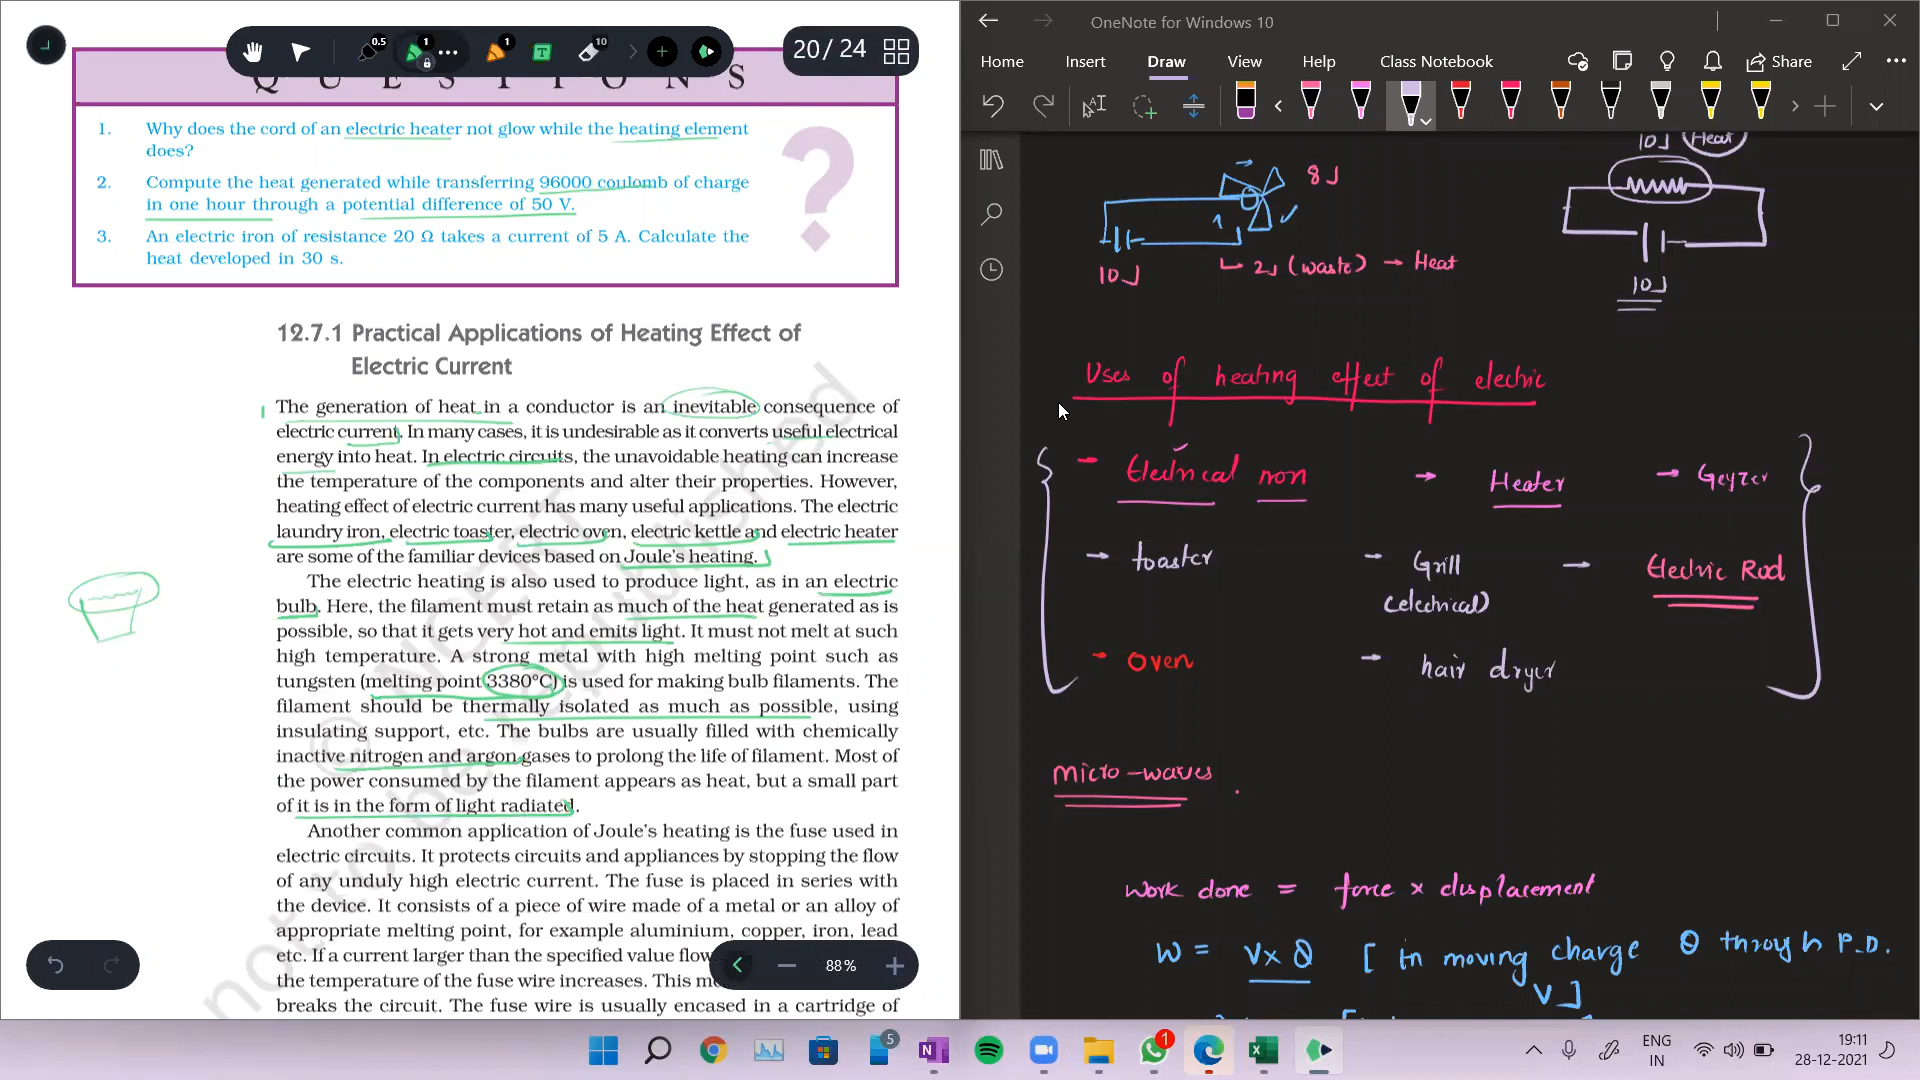 0.5
1
1
10
20/ 24
Q U E S T I O N S
1. Why does the cord of an electric heater not glow while the heating element
does?
2. Compute the heat generated while transferring 96000 coulomb of charge
in one hour through a potential difference of 50 V.
3. An electric iron of resistance 20 Ω takes a current of 5 A. Calculate the
heat developed in 30 s.
?
12.7.1 Practical Applications of Heating Effect of
Electric Current
The generation of heat in a conductor is an inevitable consequence of
electric current. In many cases, it is undesirable as it converts useful electrical
energy into heat. In electric circuits, the unavoidable heating can increase
the temperature of the components and alter their properties. However,
heating effect of electric current has many useful applications. The electric
laundry iron, electric toaster, electric oven, electric kettle and electric heater
are some of the familiar devices based on Joule's heating.
The electric heating is also used to produce light, as in an electric
bulb. Here, the filament must retain as much of the heat generated as is
possible, so that it gets very hot and emits light. It must not melt at such
high temperature. A strong metal with high melting point such as
tungsten (melting point 3380°C) is used for making bulb filaments. The
filament should be thermally isolated as much as possible, using
insulating support, etc. The bulbs are usually filled with chemically
inactive nitrogen and argon gases to prolong the life of filament. Most of
the power consumed by the filament appears as heat, but a small part
of it is in the form of light radiated.
Another common application of Joule's heating is the fuse used in
electric circuits. It protects circuits and appliances by stopping the flow
of any unduly high electric current. The fuse is placed in series with
the device. It consists of a piece of wire made of a metal or an alloy of
appropriate melting point, for example aluminium, copper, iron, lead
etc. If a current larger than the specified value flow
the temperature of the fuse wire increases. This me
breaks the circuit. The fuse wire is usually encased in a cartridge of
© NCERT
not to be republished
88%
OneNote for Windows 10
Home Insert Draw View Help Class Notebook Share
10J Heat
8J
10J
2J (waste) → Heat
10J
Uses of heating effect of electric
- Electrical iron → Heater → Geyzer
→ toaster → Grill (electrical) → Electric Rod
- oven → hair dryer
micro-waves .
work done = force × displacement
W = V× Q [ in moving charge Q through P.D.
V]
5
1
ENG
IN
19:11
28-12-2021